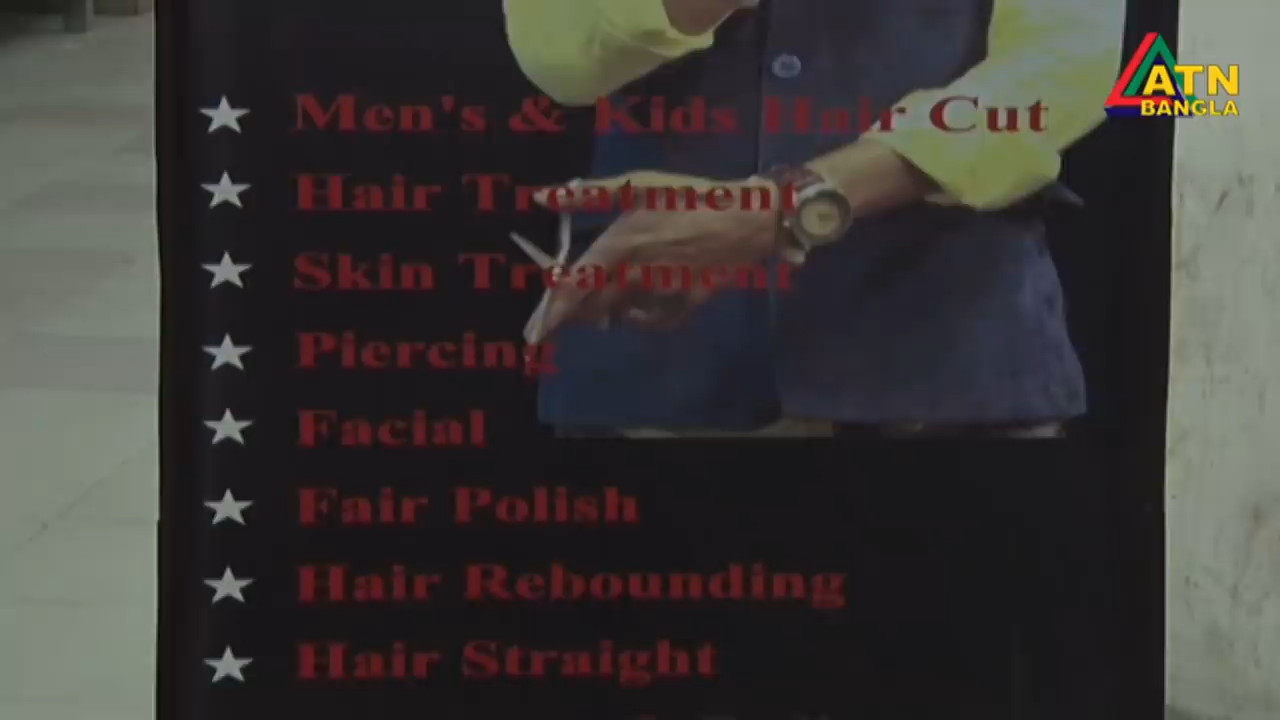 Men's & Kids Hair Cut
Hair Treatment
Skin Treatment
Piercing
Facial
Fair Polish
Hair Rebounding
Hair Straight
ATN
BANGLA